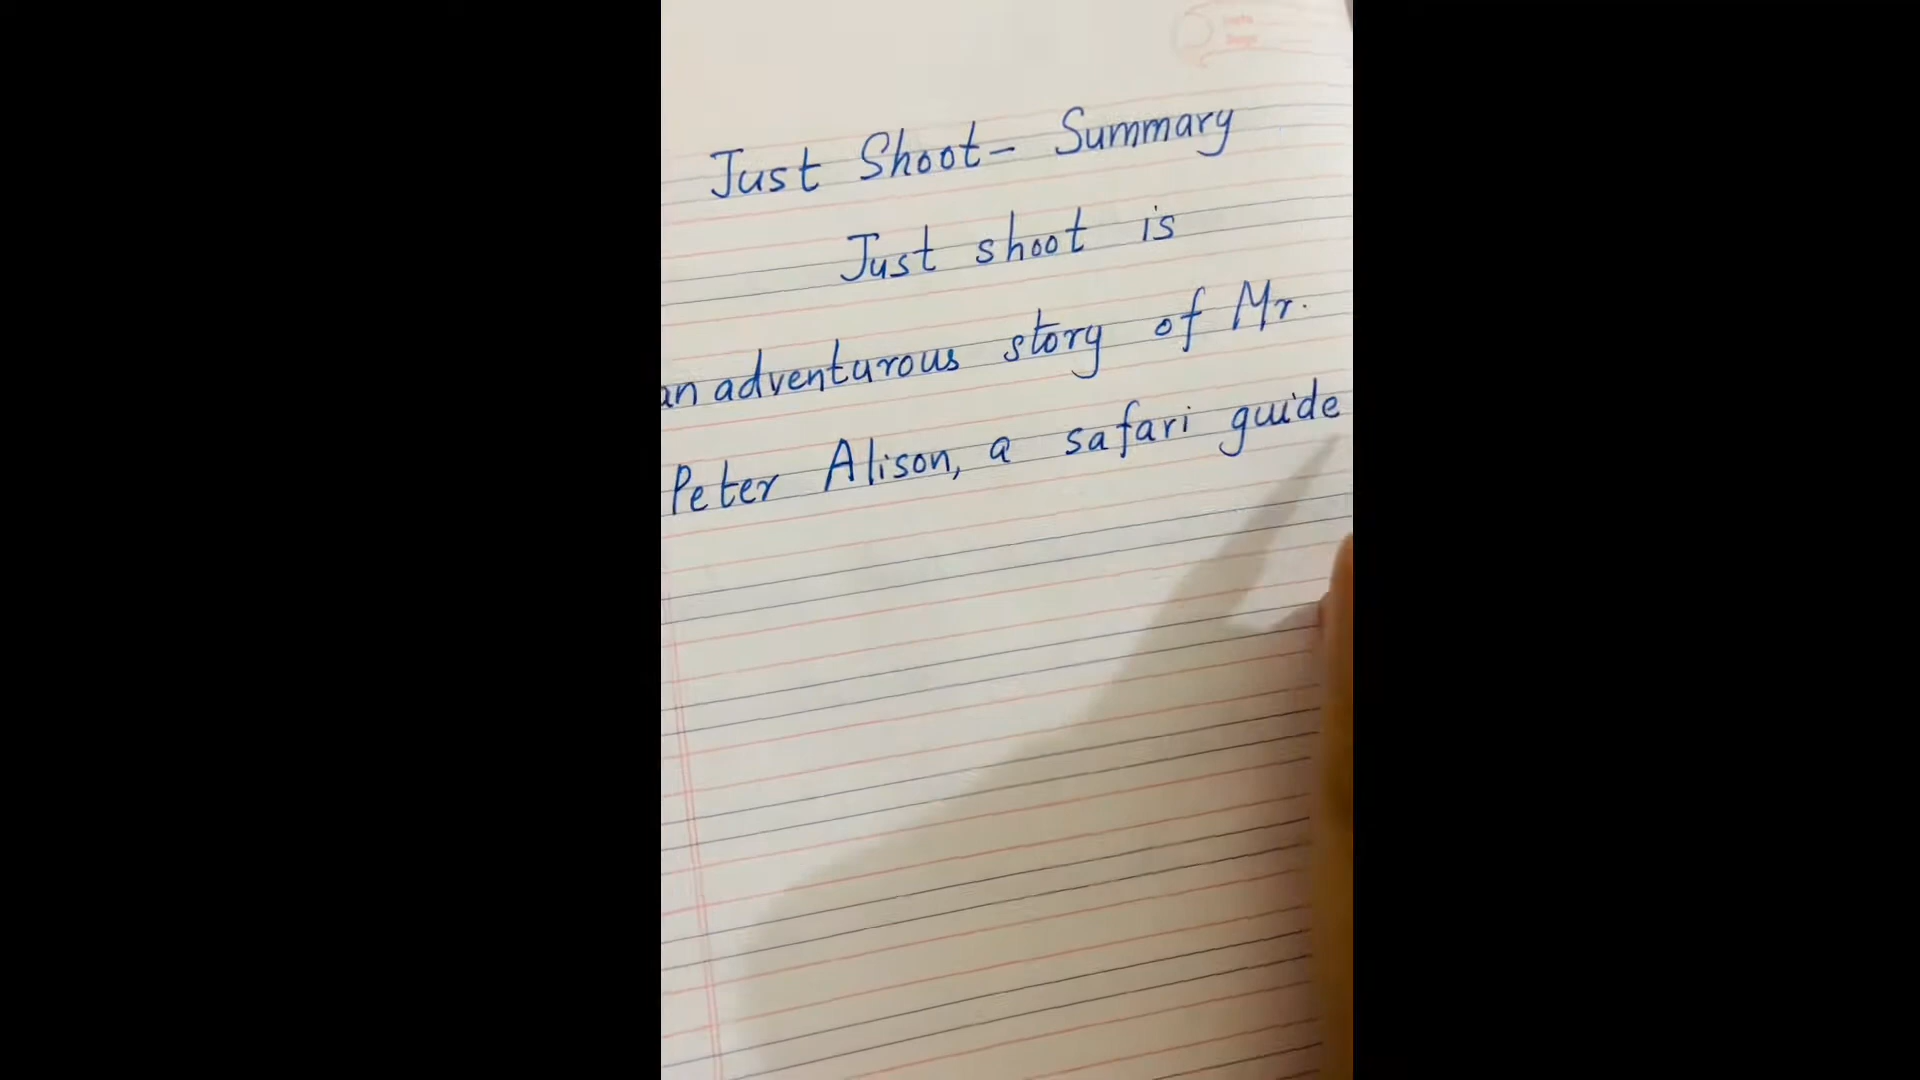 Just Shoot- Summary
Just shoot is
an adventurous story of Mr.
Peter Alison, a safari guide